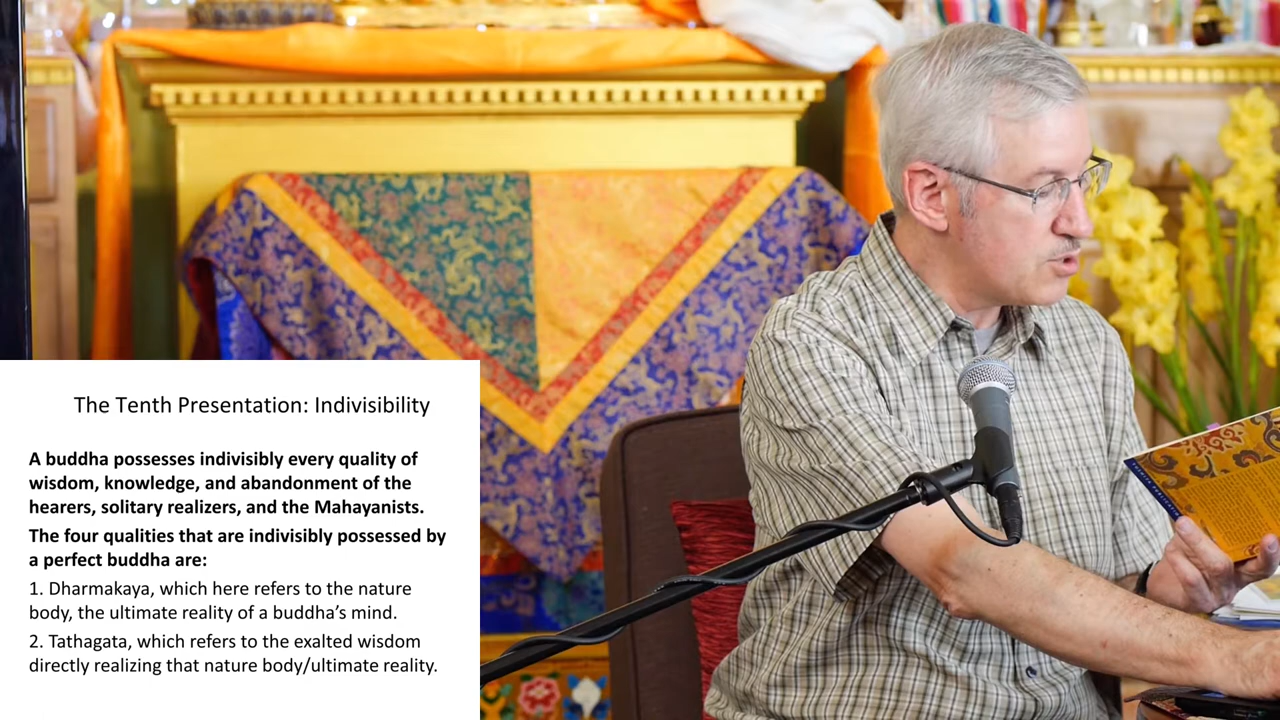 The Tenth Presentation: Indivisibility
A buddha possesses indivisibly every quality of
wisdom, knowledge, and abandonment of the
hearers, solitary realizers, and the Mahayanists.
The four qualities that are indivisibly possessed by
a perfect buddha are:
1. Dharmakaya, which here refers to the nature
body, the ultimate reality of a buddha’s mind.
2. Tathagata, which refers to the exalted wisdom
directly realizing that nature body/ultimate reality.